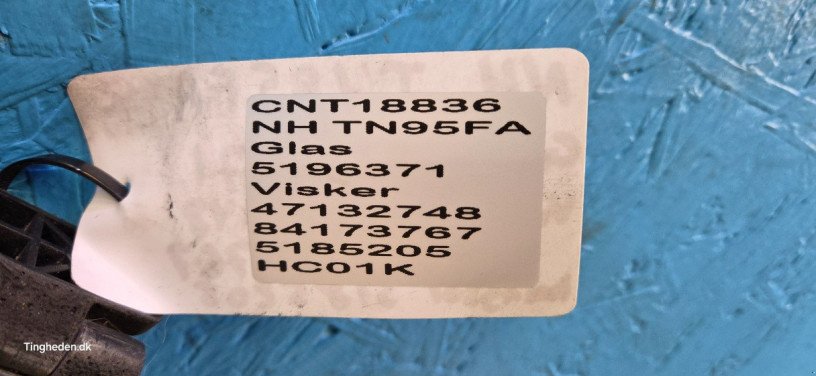 CNT18836
NH TN95FA
Glas
5196371
Visker
47132748
84173767
5185205
HC01K
Tingheden.dk